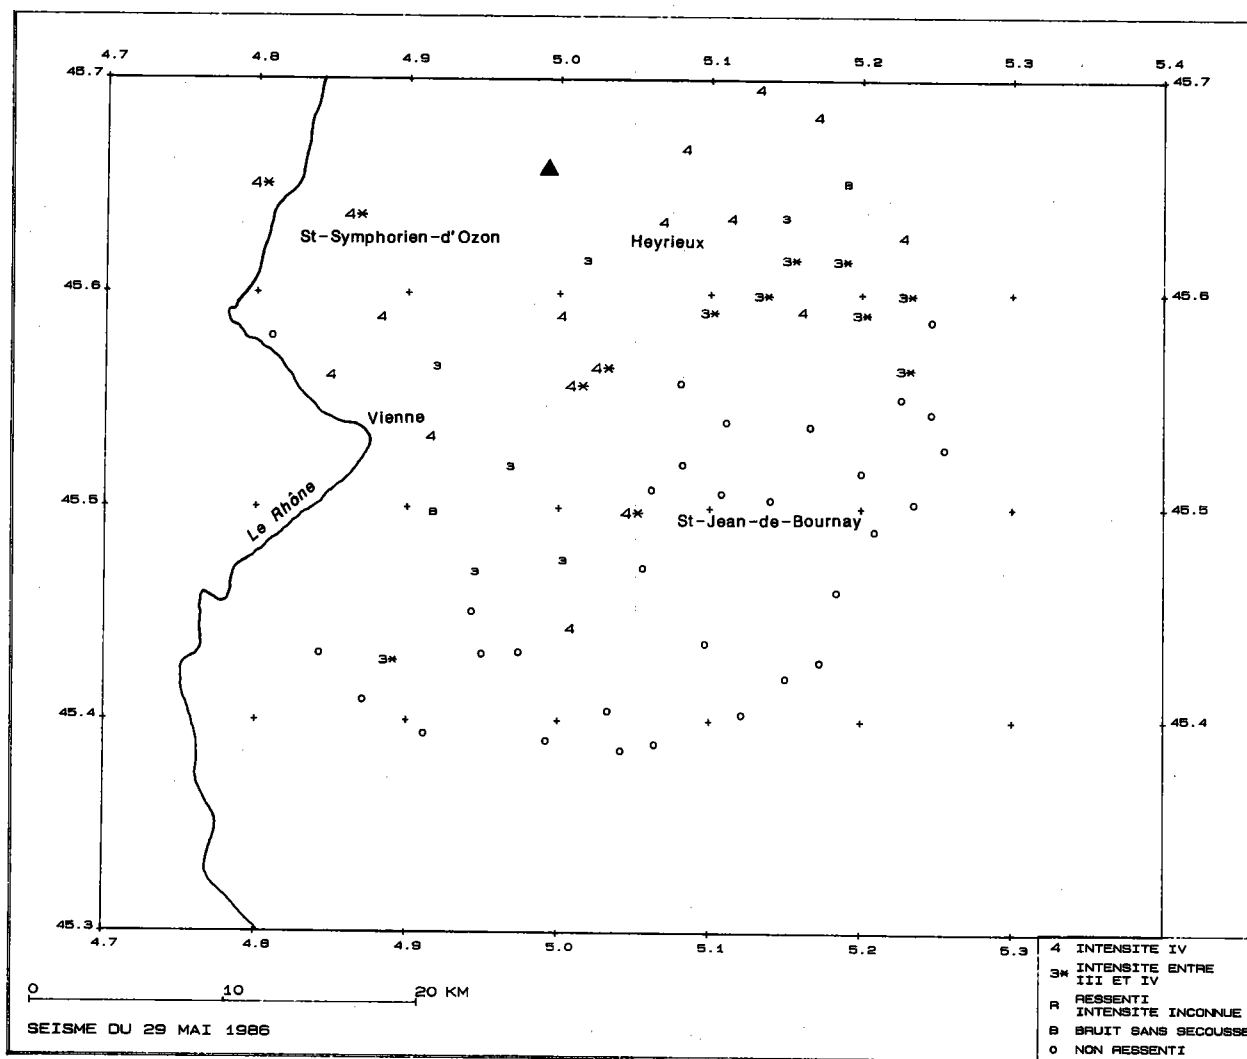 4.7 4.8 4.9 5.0 5.1 5.2 5.3 5.4
45.7 45.7
4
4
4
4* B
4*
4 4 3
St-Symphorien-d'Ozon Heyrieux 4
3 3* 3*
45.6 3* 3* 45.6
4 4 3* 4 3* o
o
3 4* 3*
4 4* o
o o
Vienne 4 o o
o
3 o o
o o o
45.5 B 4* o 45.5
Le Rhône St-Jean-de-Bournay
o
3 3 o
o
o
4
o o o o
3* o
o
o
45.4 o o 45.4
o o o o
45.3
4.7 4.8 4.9 5.0 5.1 5.2 5.3
0 10 20 KM
SEISME DU 29 MAI 1986
4 INTENSITE IV
3* INTENSITE ENTRE
III ET IV
R RESSENTI
INTENSITE INCONNUE
B BRUIT SANS SECOUSSE
o NON RESSENTI